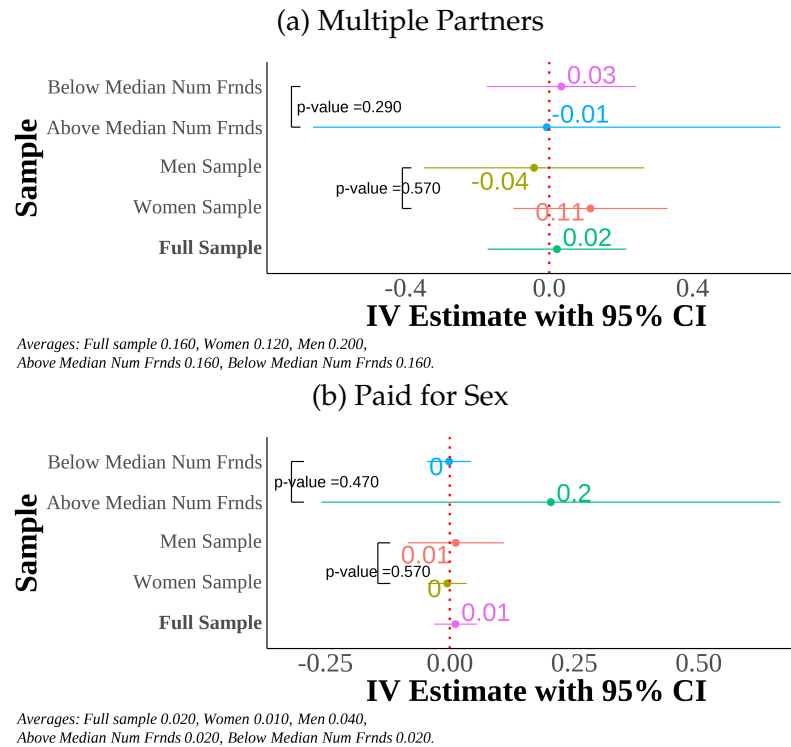 (a) Multiple Partners
Below Median Num Frnds
0.03
p-value =0.290
Above Median Num Frnds
-0.01
Men Sample
-0.04
p-value =0.570
Women Sample
0.11
Full Sample
0.02
Sample
-0.4 0.0 0.4
IV Estimate with 95% CI
Averages: Full sample 0.160, Women 0.120, Men 0.200,
Above Median Num Frnds 0.160, Below Median Num Frnds 0.160.
(b) Paid for Sex
Below Median Num Frnds
0
p-value =0.470
Above Median Num Frnds
0.2
Men Sample
0.01
p-value =0.570
Women Sample
0
Full Sample
0.01
Sample
-0.25 0.00 0.25 0.50
IV Estimate with 95% CI
Averages: Full sample 0.020, Women 0.010, Men 0.040,
Above Median Num Frnds 0.020, Below Median Num Frnds 0.020.